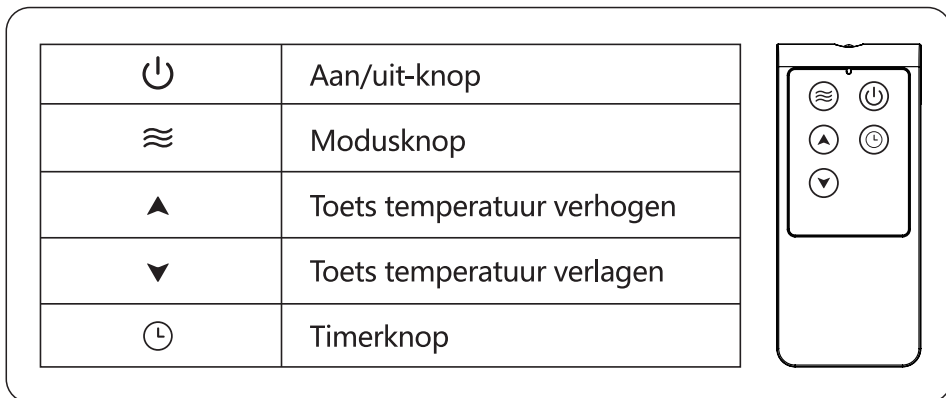 Aan/uit-knop
Modusknop
Toets temperatuur verhogen
Toets temperatuur verlagen
Timerknop